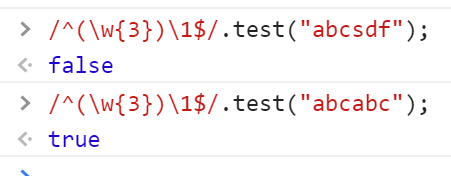 /^(\w{3})\1$/.test("abcsdf");
false
/^(\w{3})\1$/.test("abcabc");
true